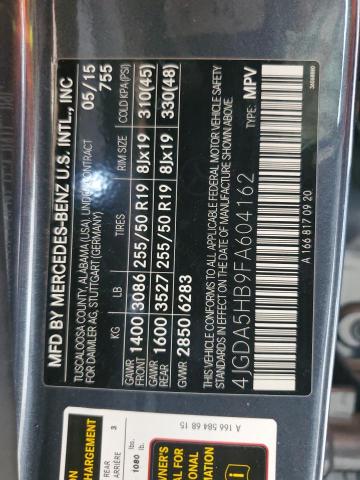 MFD BY MERCEDES-BENZ U.S. INTL., INC
TUSCALOOSA COUNTY, ALABAMA (USA), UNDER CONTRACT
FOR DAIMLER AG, STUTTGART (GERMANY)
05/15
755
KG LB TIRES RIM SIZE COLD KPA(PSI)
GAWR FRONT 1400 3086 255/50 R19 8Jx19 310(45)
GAWR REAR 1600 3527 255/50 R19 8Jx19 330(48)
GVWR 2850 6283
THIS VEHICLE CONFORMS TO ALL APPLICABLE FEDERAL MOTOR VEHICLE SAFETY
STANDARDS IN EFFECT ON THE DATE OF MANUFACTURE SHOWN ABOVE.
4JGDA5HB9FA604162 TYPE: MPV
A 166 817 09 20
CHARGEMENT
REAR
ARRIÈRE 3
1080 lb.
A 166 584 68 15